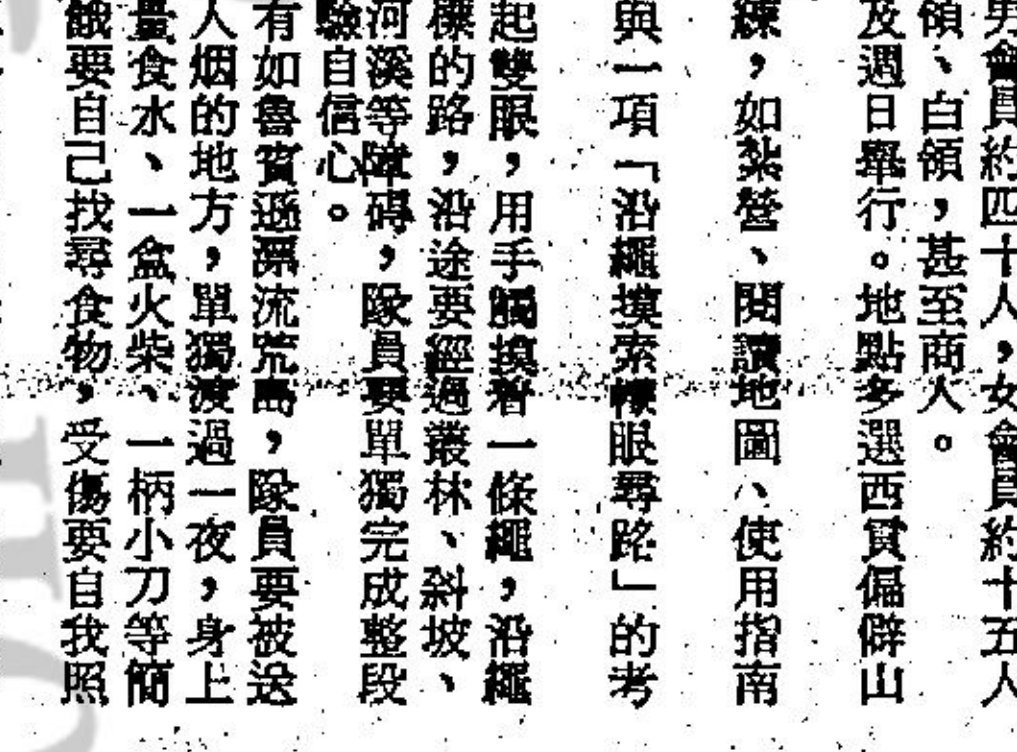 男會員約四十人，女會員約十五人
領、白領，甚至商人。
及週日舉行。地點多選西貢偏僻山
練，如紮營、閱讀地圖、使用指南
與一項「沿繩摸索矇眼尋路」的考
起雙眼，用手觸摸着一條繩，沿繩
的路，沿途要經過叢林、斜坡、
河溪等障碍，隊員要單獨完成整段
驗自信心。
有如魯賓遜漂流荒島，隊員要被送
人烟的地方，單獨渡過一夜，身上
量食水、一盒火柴、一柄小刀等簡
餓要自己找尋食物，受傷要自我照